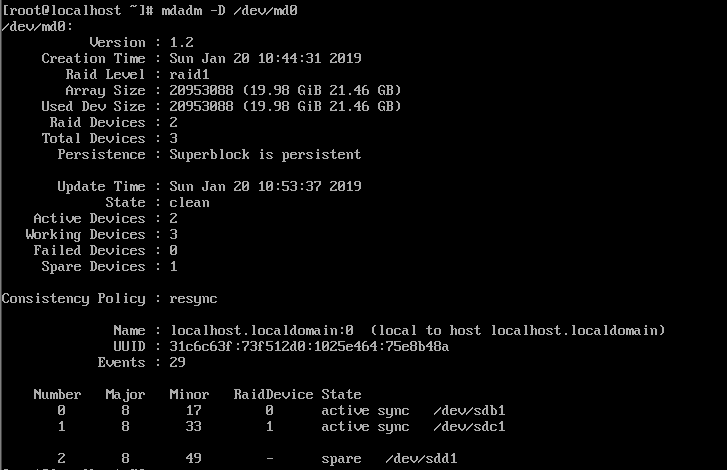 [root@localhost ~]# mdadm -D /dev/md0
/dev/md0:
Version : 1.2
Creation Time : Sun Jan 20 10:44:31 2019
Raid Level : raid1
Array Size : 20953088 (19.98 GiB 21.46 GB)
Used Dev Size : 20953088 (19.98 GiB 21.46 GB)
Raid Devices : 2
Total Devices : 3
Persistence : Superblock is persistent
Update Time : Sun Jan 20 10:53:37 2019
State : clean
Active Devices : 2
Working Devices : 3
Failed Devices : 0
Spare Devices : 1
Consistency Policy : resync
Name : localhost.localdomain:0 (local to host localhost.localdomain)
UUID : 31c6c63f:73f512d0:1025e464:75e8b48a
Events : 29
Number Major Minor RaidDevice State
0 8 17 0 active sync /dev/sdb1
1 8 33 1 active sync /dev/sdc1
2 8 49 - spare /dev/sdd1